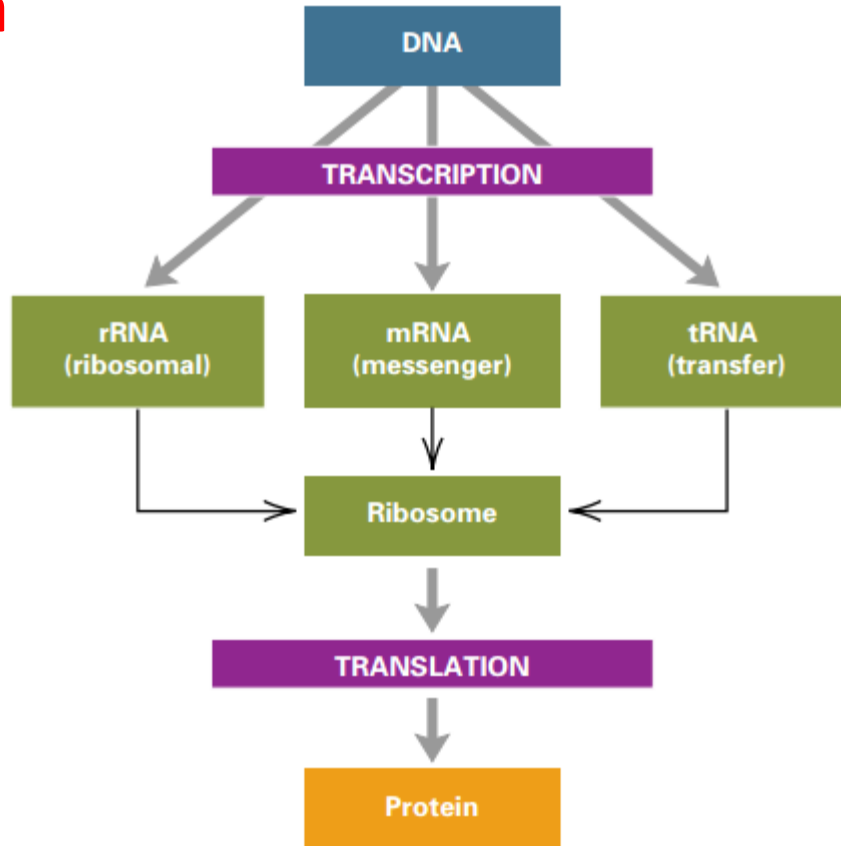 DNA
TRANSCRIPTION
rRNA
(ribosomal)
mRNA
(messenger)
tRNA
(transfer)
Ribosome
TRANSLATION
Protein